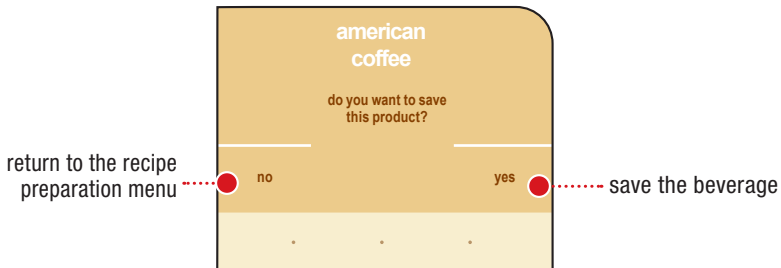 american
coffee
do you want to save
this product?
return to the recipe
preparation menu
no
yes
save the beverage